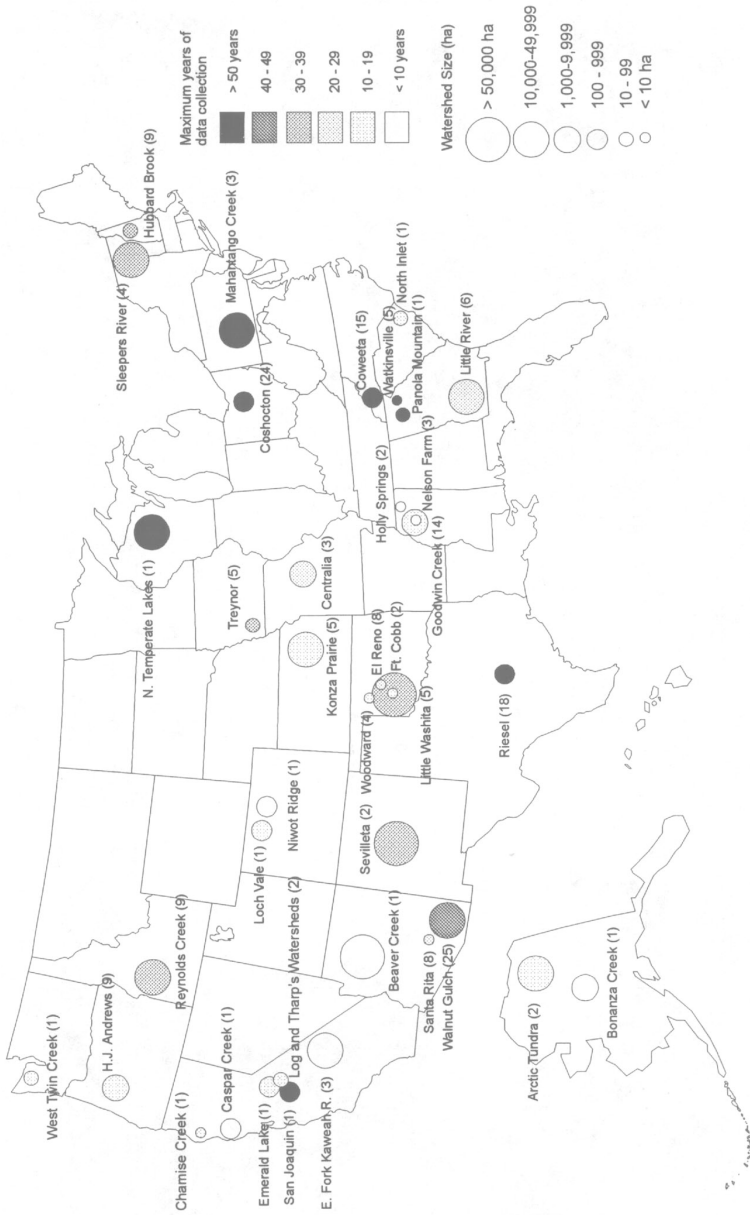 Maximum years of
data collection
> 50 years
40 - 49
30 - 39
20 - 29
10 - 19
< 10 years
Watershed Size (ha)
> 50,000 ha
10,000-49,999
1,000-9,999
100 - 999
10 - 99
< 10 ha
West Twin Creek (1)
H.J. Andrews (9)
Reynolds Creek (9)
Chamise Creek (1)
Caspar Creek (1)
Emerald Lake (1)
Log and Tharp's Watersheds (2)
San Joaquin (1)
E. Fork Kaweah R. (3)
Loch Vale (1)
Niwot Ridge (1)
Beaver Creek (1)
Santa Rita (8)
Walnut Gulch (25)
Sevilleta (2)
Woodward (4)
El Reno (8)
Ft. Cobb (2)
Little Washita (5)
Riesel (18)
Konza Prairie (5)
N. Temperate Lakes (1)
Treynor (5)
Centralia (3)
Holly Springs (2)
Nelson Farm (3)
Goodwin Creek (14)
Sleepers River (4)
Hubbard Brook (9)
Mahantango Creek (3)
Coshocton (24)
Coweeta (15)
Watkinsville (5)
North Inlet (1)
Panola Mountain (1)
Little River (6)
Arctic Tundra (2)
Bonanza Creek (1)